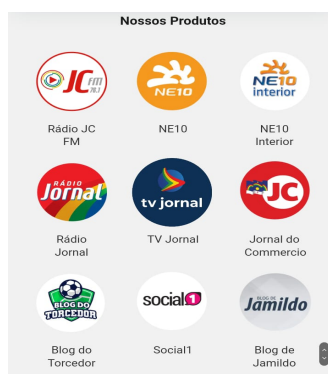 Nossos Produtos
JC FM
NE10
NE10
interior
Rádio JC
FM
NE10
NE10
Interior
RÁDIO
Jornal
tv jornal
JC
Rádio
Jornal
TV Jornal
Jornal do
Commercio
BLOG DO
TORCEDOR
social1
BLOG DE
Jamildo
Blog do
Torcedor
Social1
Blog de
Jamildo